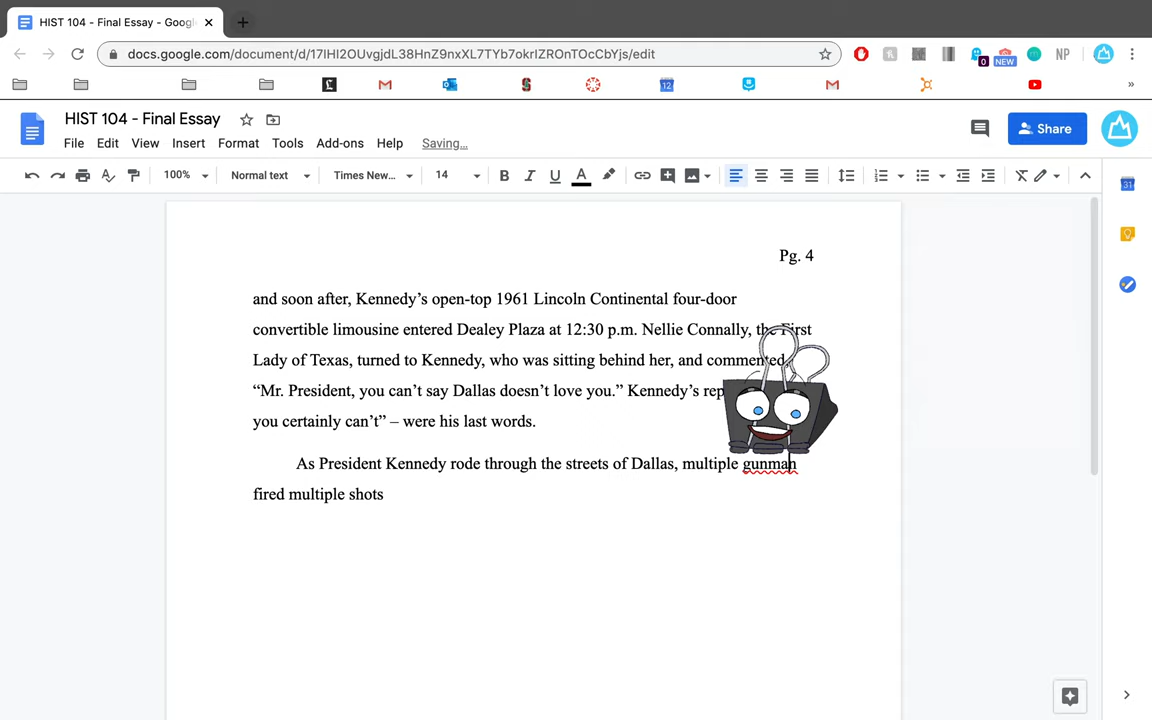 HIST 104 - Final Essay - Googl
docs.google.com/document/d/17IHI2OUvgjdL38HnZ9nxXL7TYb7okrIZROnTOcCbYjs/edit
0
NEW
NP
12
HIST 104 - Final Essay
Share
File Edit View Insert Format Tools Add-ons Help Saving...
100% Normal text Times New... 14
31
Pg. 4
and soon after, Kennedy’s open-top 1961 Lincoln Continental four-door
convertible limousine entered Dealey Plaza at 12:30 p.m. Nellie Connally, the First
Lady of Texas, turned to Kennedy, who was sitting behind her, and commented,
“Mr. President, you can’t say Dallas doesn’t love you.” Kennedy’s rep
you certainly can’t” – were his last words.
As President Kennedy rode through the streets of Dallas, multiple gunman
fired multiple shots